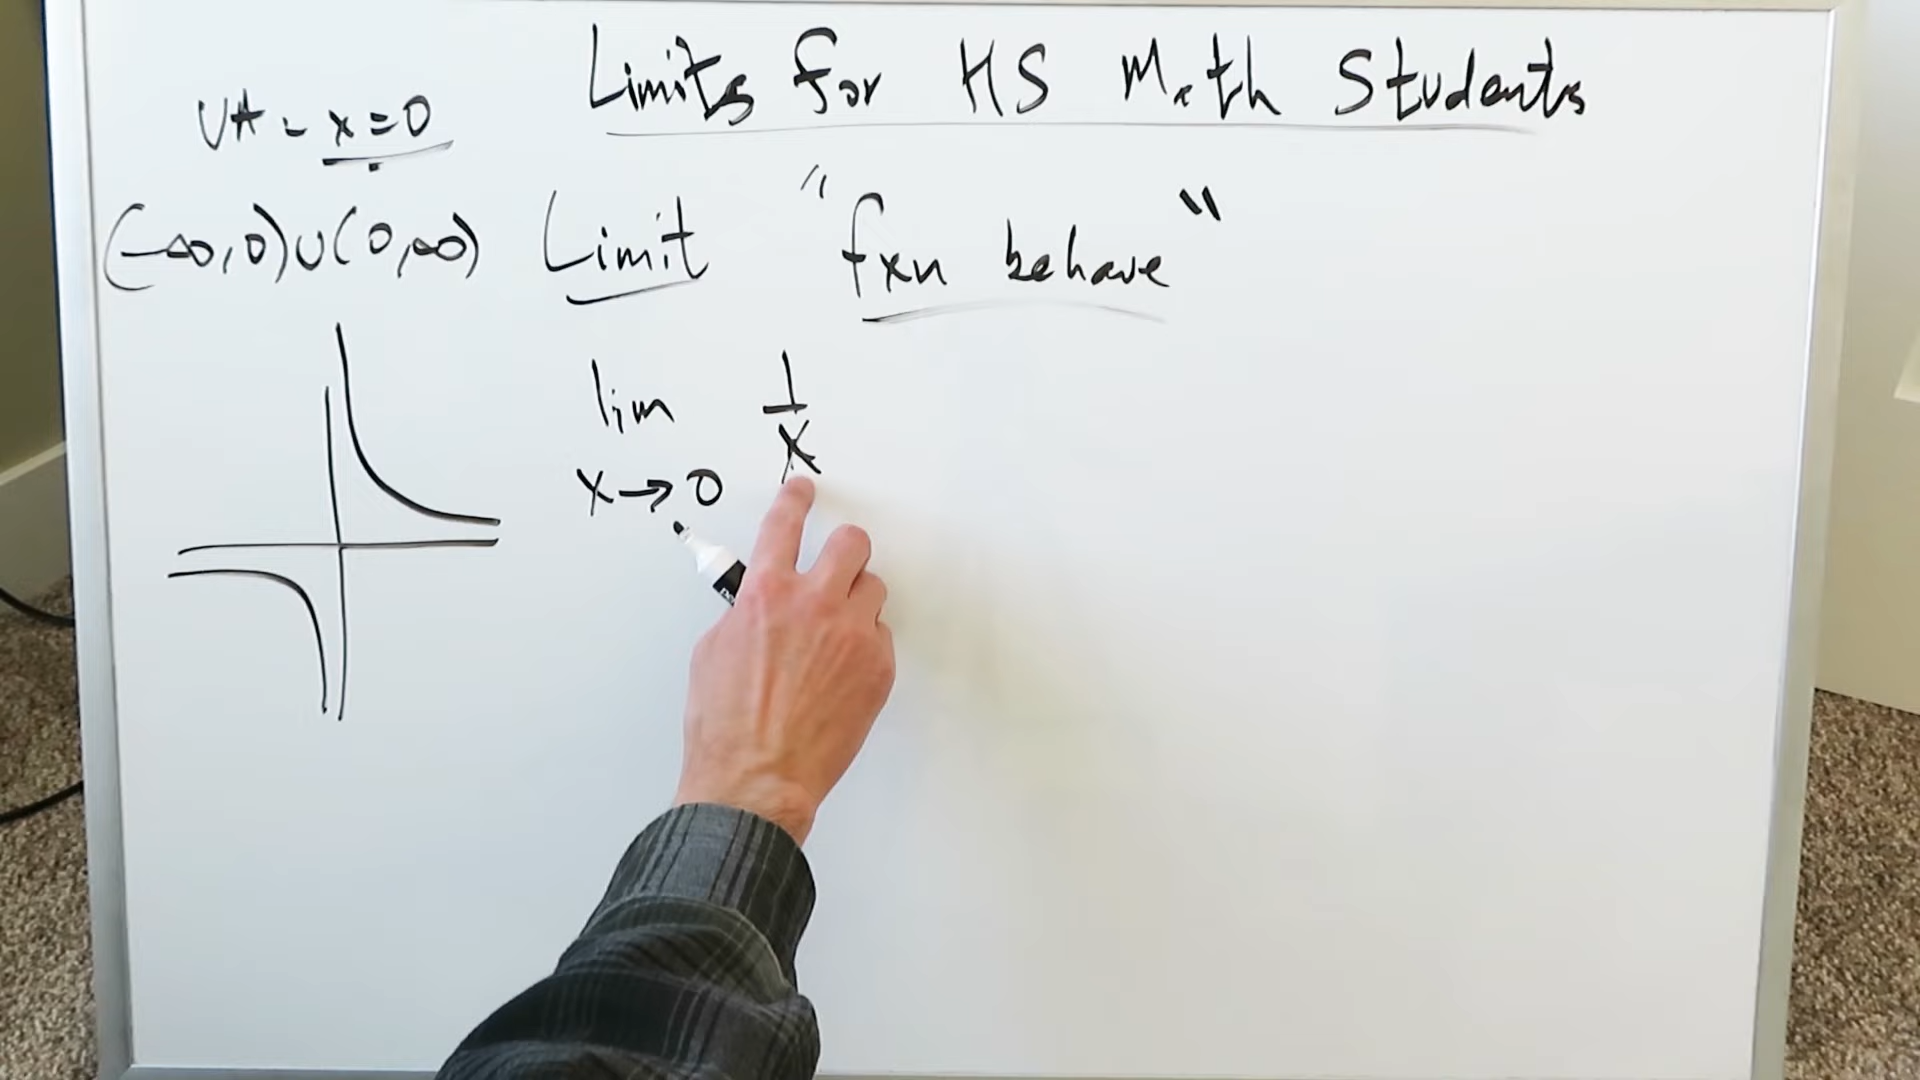 Limits for HS Math Students
VA - x=0
(-∞,0)∪(0,∞)
Limit "fxn behave"
lim 1/x
x→0